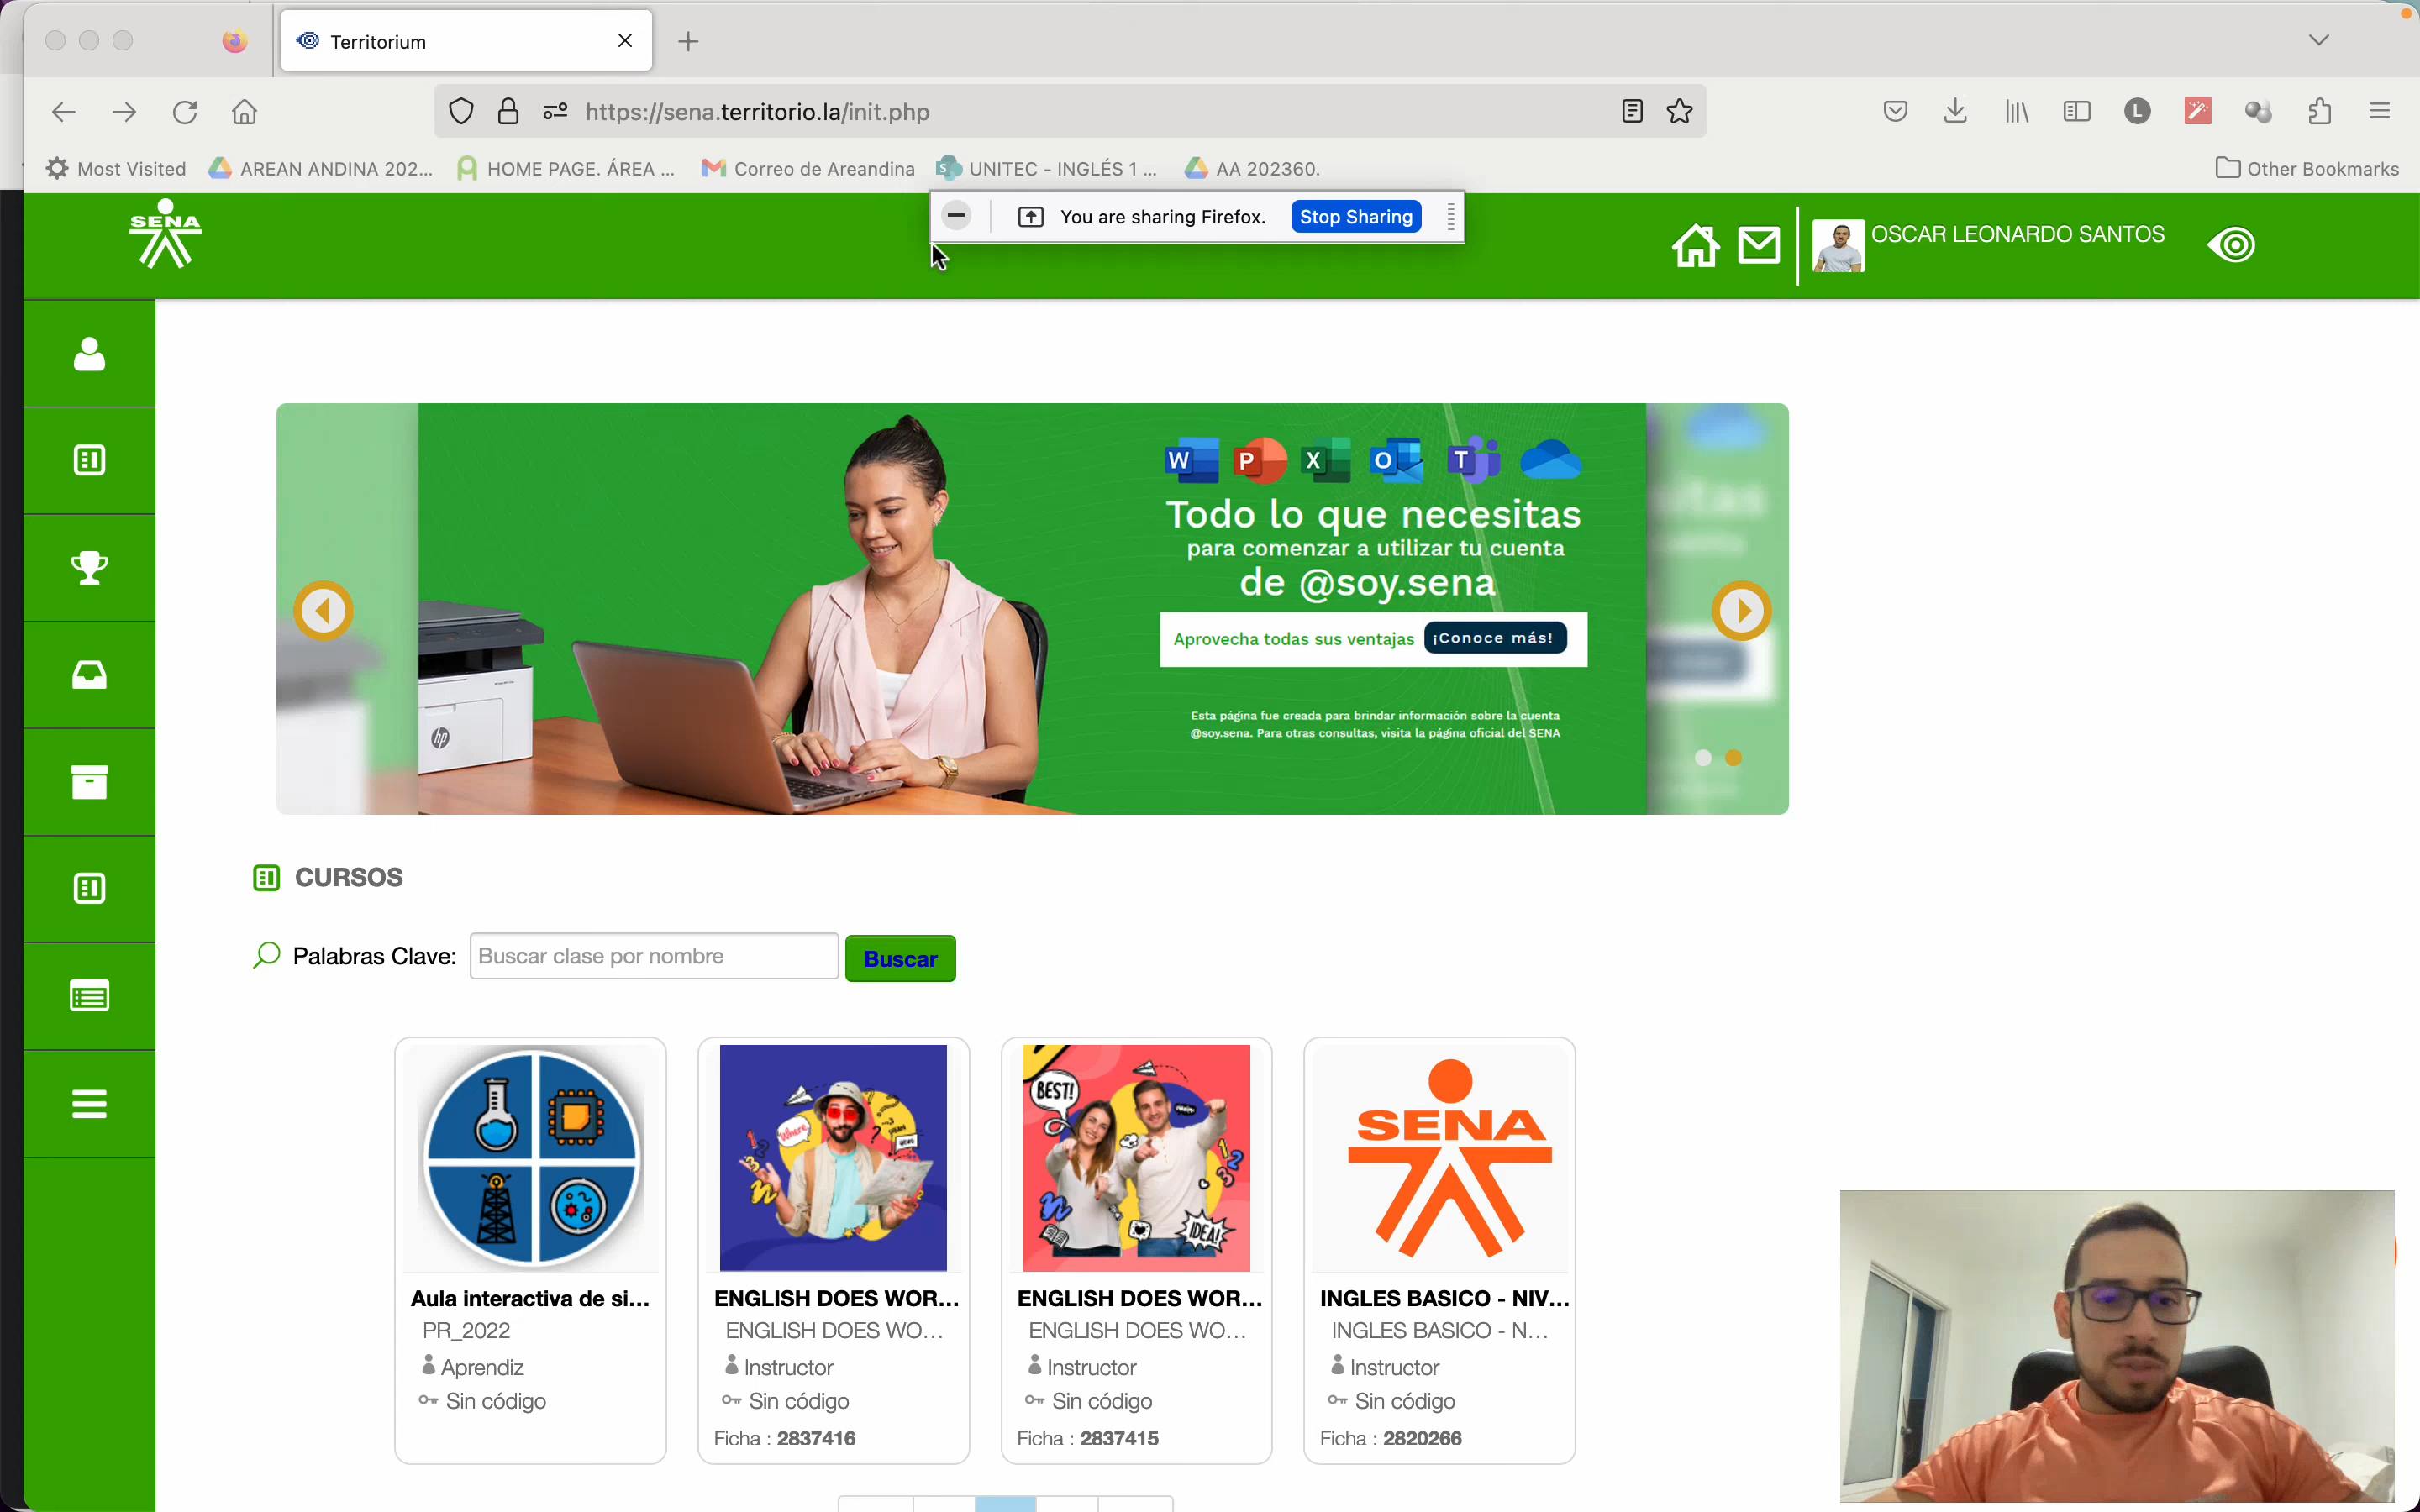 Territorium
https://sena.territorio.la/init.php
L
Most Visited
AREAN ANDINA 202...
HOME PAGE. ÁREA ...
Correo de Areandina
UNITEC - INGLÉS 1 ...
AA 202360.
Other Bookmarks
You are sharing Firefox.
Stop Sharing
SENA
OSCAR LEONARDO SANTOS
W P X O T
Todo lo que necesitas
para comenzar a utilizar tu cuenta
de @soy.sena
Aprovecha todas sus ventajas
¡Conoce más!
Esta página fue creada para brindar información sobre la cuenta
@soy.sena. Para otras consultas, visita la página oficial del SENA
hp
CURSOS
Palabras Clave:
Buscar clase por nombre
Buscar
Aula interactiva de si...
PR_2022
Aprendiz
Sin código
Where
ENGLISH DOES WOR...
ENGLISH DOES WO...
Instructor
Sin código
Ficha : 2837416
BEST!
IDEA!
ENGLISH DOES WOR...
ENGLISH DOES WO...
Instructor
Sin código
Ficha : 2837415
SENA
INGLES BASICO - NIV...
INGLES BASICO - N...
Instructor
Sin código
Ficha : 2820266